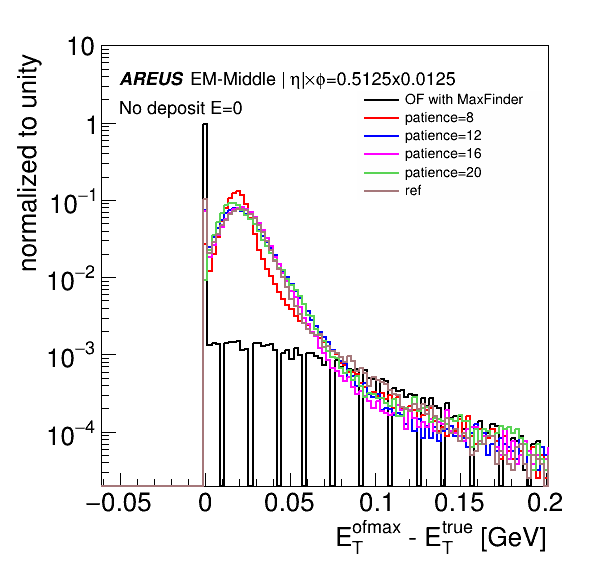 normalized to unity
10
1
10⁻¹
10⁻²
10⁻³
10⁻⁴
AREUS EM-Middle | η|×φ=0.5125x0.0125
No deposit E=0
OF with MaxFinder
patience=8
patience=12
patience=16
patience=20
ref
−0.05 0 0.05 0.1 0.15 0.2
E_T^ofmax - E_T^true [GeV]